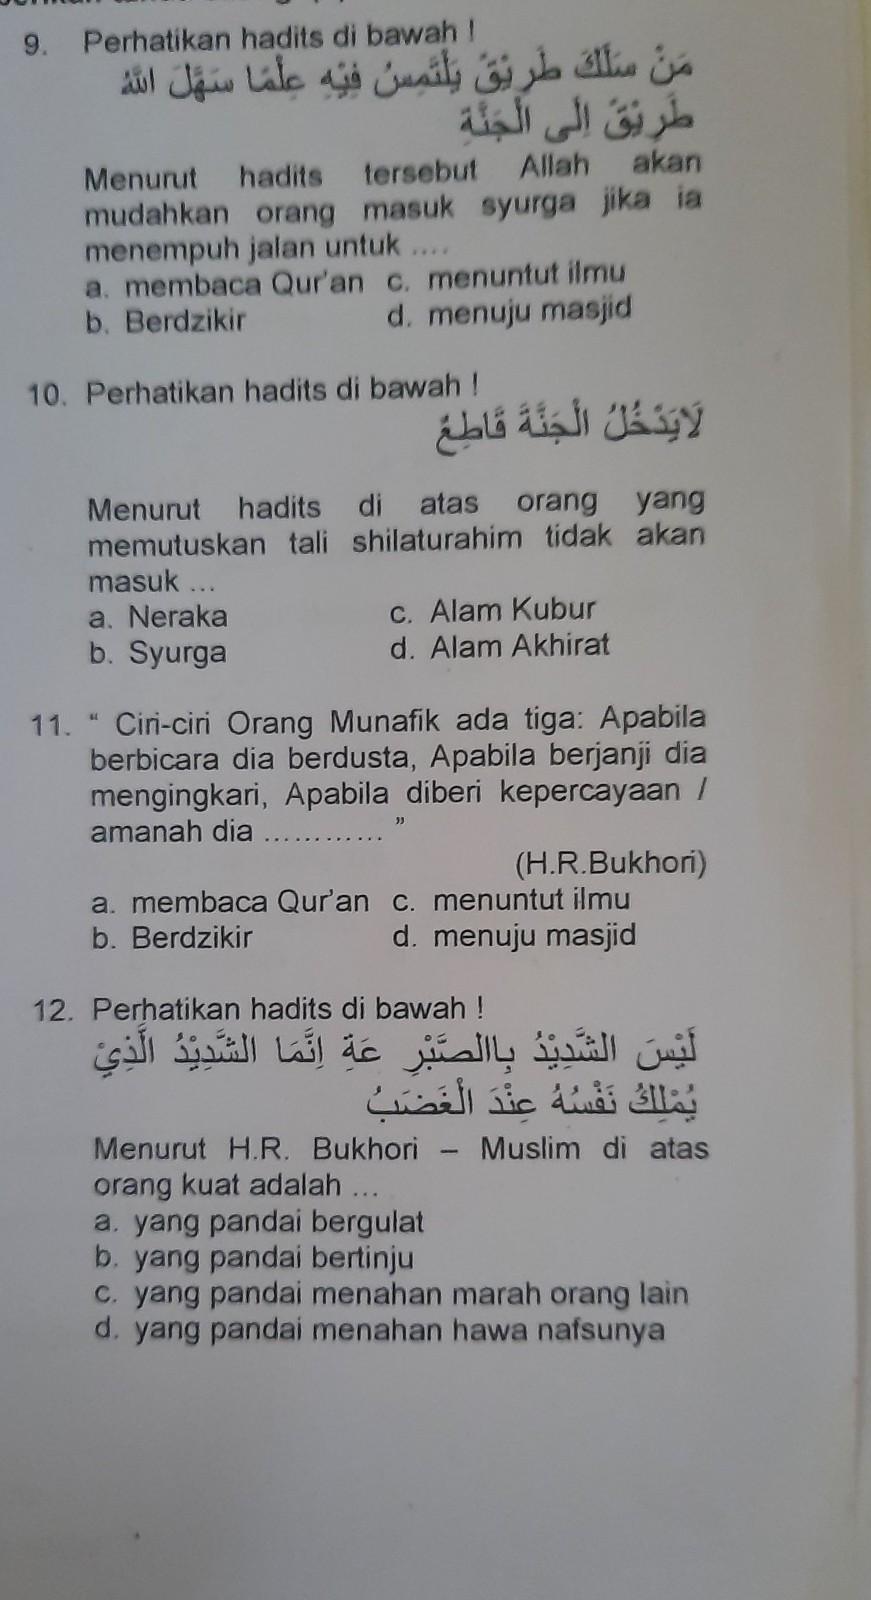 9. Perhatikan hadits di bawah !
مَنْ سَلَكَ طَرِيْقً يَلْتَمِسُ فِيْهِ عِلْمًا سَهَّلَ اللهُ
طَرِيْقً اِلَى الْجَنَّةِ
Menurut hadits tersebut Allah akan
mudahkan orang masuk syurga jika ia
menempuh jalan untuk ....
a. membaca Qur'an c. menuntut ilmu
b. Berdzikir d. menuju masjid
10. Perhatikan hadits di bawah !
لَايَدْخُلُ الْجَنَّةَ قَاطِعٌ
Menurut hadits di atas orang yang
memutuskan tali shilaturahim tidak akan
masuk ...
a. Neraka c. Alam Kubur
b. Syurga d. Alam Akhirat
11. “ Ciri-ciri Orang Munafik ada tiga: Apabila
berbicara dia berdusta, Apabila berjanji dia
mengingkari, Apabila diberi kepercayaan /
amanah dia ............ ”
(H.R.Bukhori)
a. membaca Qur'an c. menuntut ilmu
b. Berdzikir d. menuju masjid
12. Perhatikan hadits di bawah !
لَيْسَ الشَّدِيْدُ بِاالصَّبْرِ عَةِ اِنَّمَا الشَّدِيْدُ الَّذِيْ
يُمْلِكُ نَفْسُهُ عِنْدَ الْغَضَبُ
Menurut H.R. Bukhori – Muslim di atas
orang kuat adalah ...
a. yang pandai bergulat
b. yang pandai bertinju
c. yang pandai menahan marah orang lain
d. yang pandai menahan hawa nafsunya